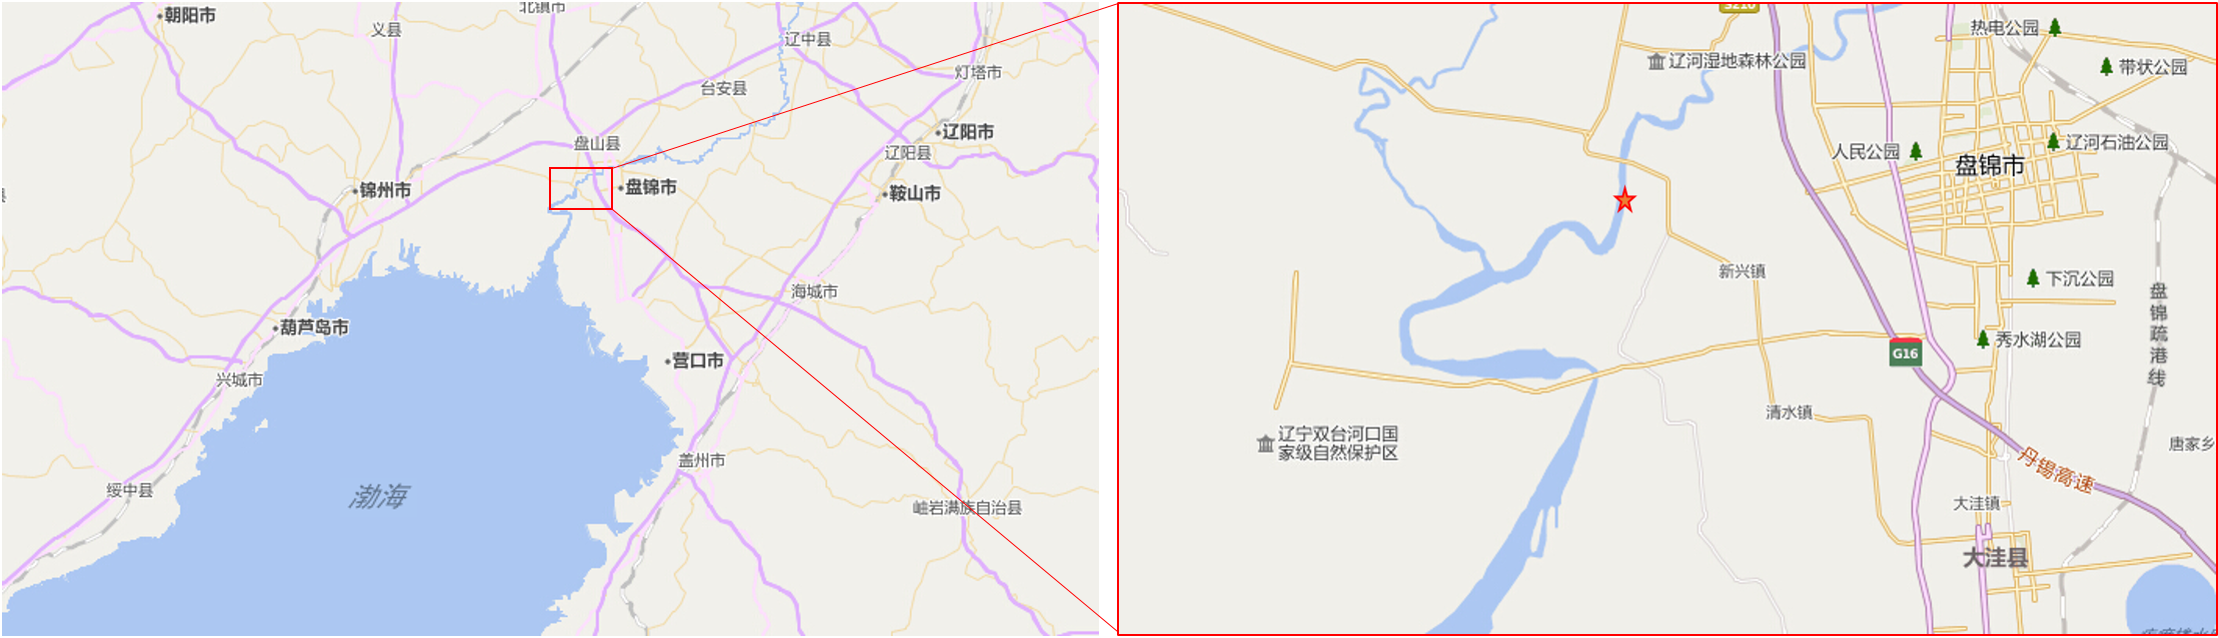 朝阳市
义县
北镇市
辽中县
灯塔市
台安县
辽阳市
盘山县
辽阳县
锦州市
盘锦市
鞍山市
海城市
葫芦岛市
营口市
兴城市
盖州市
绥中县
渤海
岫岩满族自治县
S210
热电公园
辽河湿地森林公园
带状公园
人民公园
辽河石油公园
盘锦市
新兴镇
下沉公园
盘锦疏港线
秀水湖公园
G16
清水镇
辽宁双台河口国
家级自然保护区
唐家乡
丹锡高速
大洼镇
大洼县